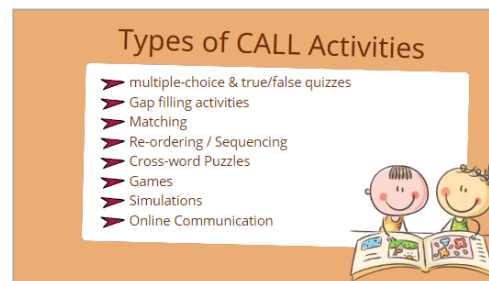 Types of CALL Activities
multiple-choice & true/false quizzes
Gap filling activities
Matching
Re-ordering / Sequencing
Cross-word Puzzles
Games
Simulations
Online Communication